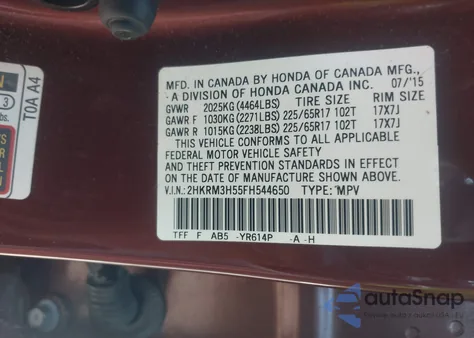 MFD. IN CANADA BY HONDA OF CANADA MFG.,
- A DIVISION OF HONDA CANADA INC. 07/'15
GVWR 2025KG (4464LBS) TIRE SIZE RIM SIZE
GAWR F 1030KG (2271LBS) 225/65R17 102T 17X7J
GAWR R 1015KG (2238LBS) 225/65R17 102T 17X7J
THIS VEHICLE CONFORMS TO ALL APPLICABLE
FEDERAL MOTOR VEHICLE SAFETY
AND THEFT PREVENTION STANDARDS IN EFFECT
ON THE DATE OF MANUFACTURE SHOWN
ABOVE.
V.I.N.: 2HKRM3H55FH544650 TYPE: MPV
TFF F AB5 -YR614P -A -H
T0A A4
3
bs.
autoSnap